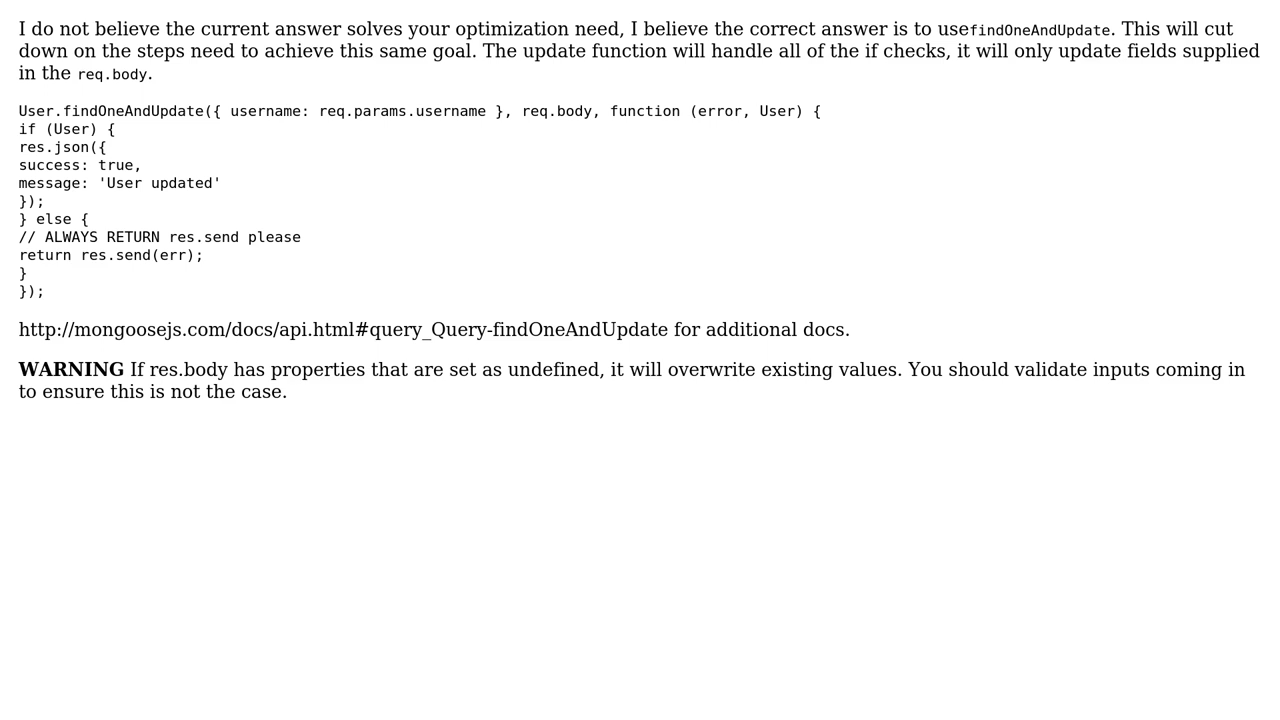 I do not believe the current answer solves your optimization need, I believe the correct answer is to usefindOneAndUpdate. This will cut
down on the steps need to achieve this same goal. The update function will handle all of the if checks, it will only update fields supplied
in the req.body.
User.findOneAndUpdate({ username: req.params.username }, req.body, function (error, User) {
if (User) {
res.json({
success: true,
message: 'User updated'
});
} else {
// ALWAYS RETURN res.send please
return res.send(err);
}
});
http://mongoosejs.com/docs/api.html#query_Query-findOneAndUpdate for additional docs.
WARNING If res.body has properties that are set as undefined, it will overwrite existing values. You should validate inputs coming in
to ensure this is not the case.